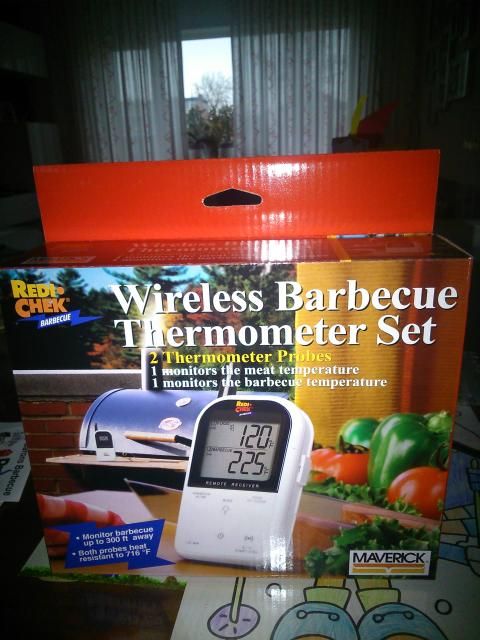 REDI-
CHEK
BARBECUE
Wireless Barbecue
Thermometer Set
2 Thermometer Probes
1 monitors the meat temperature
1 monitors the barbecue temperature
REDI-
CHEK
120°F
225°F
REMOTE RECEIVER
• Monitor barbecue
up to 300 ft away
• Both probes heat
resistant to 716 °F
MAVERICK